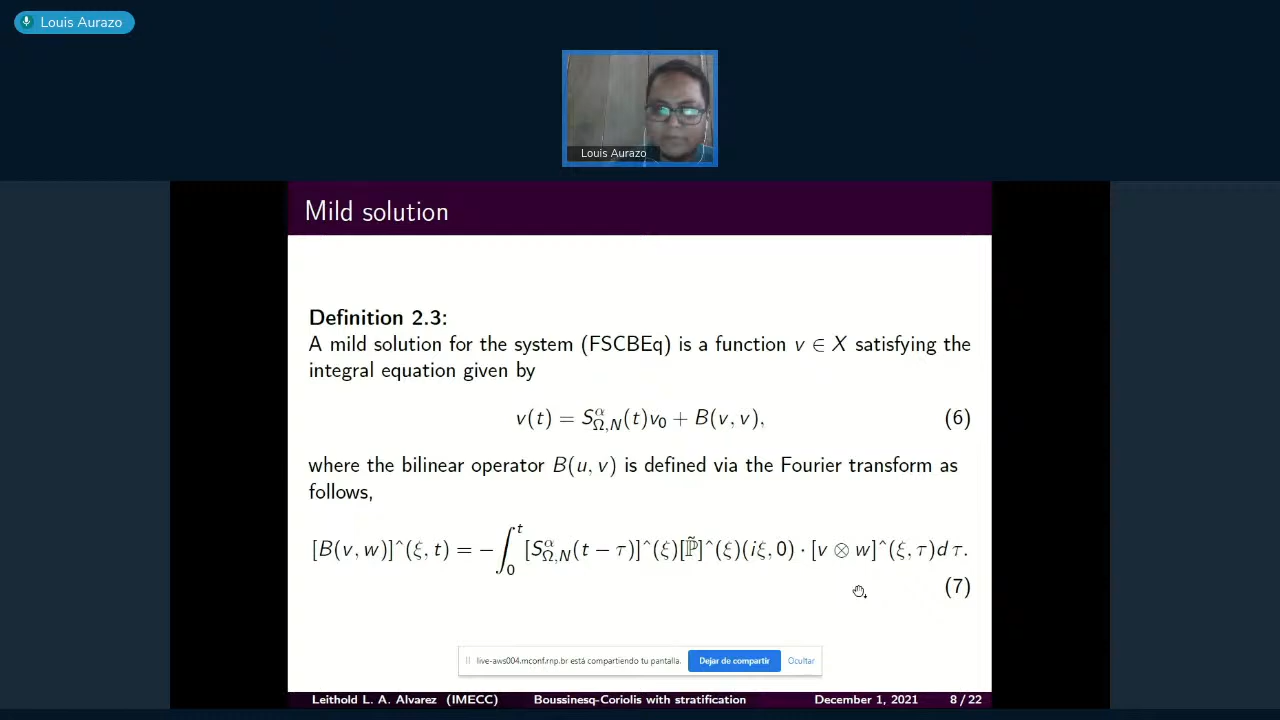 Louis Aurazo
Louis Aurazo
Mild solution
Definition 2.3:
A mild solution for the system (FSCBEq) is a function v ∈ X satisfying the
integral equation given by
v(t) = S^α_{Ω,N}(t)v₀ + B(v, v), (6)
where the bilinear operator B(u, v) is defined via the Fourier transform as
follows,
[B(v, w)]^(ξ, t) = −∫₀ᵗ [S^α_{Ω,N}(t − τ)]^(ξ)[ℙ̃]^(ξ)(iξ, 0) · [v ⊗ w]^(ξ, τ)dτ.
(7)
live-aws004.mconf.rnp.br está compartiendo tu pantalla. Dejar de compartir Ocultar
Leithold L. A. Alvarez (IMECC) Boussinesq-Coriolis with stratification December 1, 2021 8 / 22